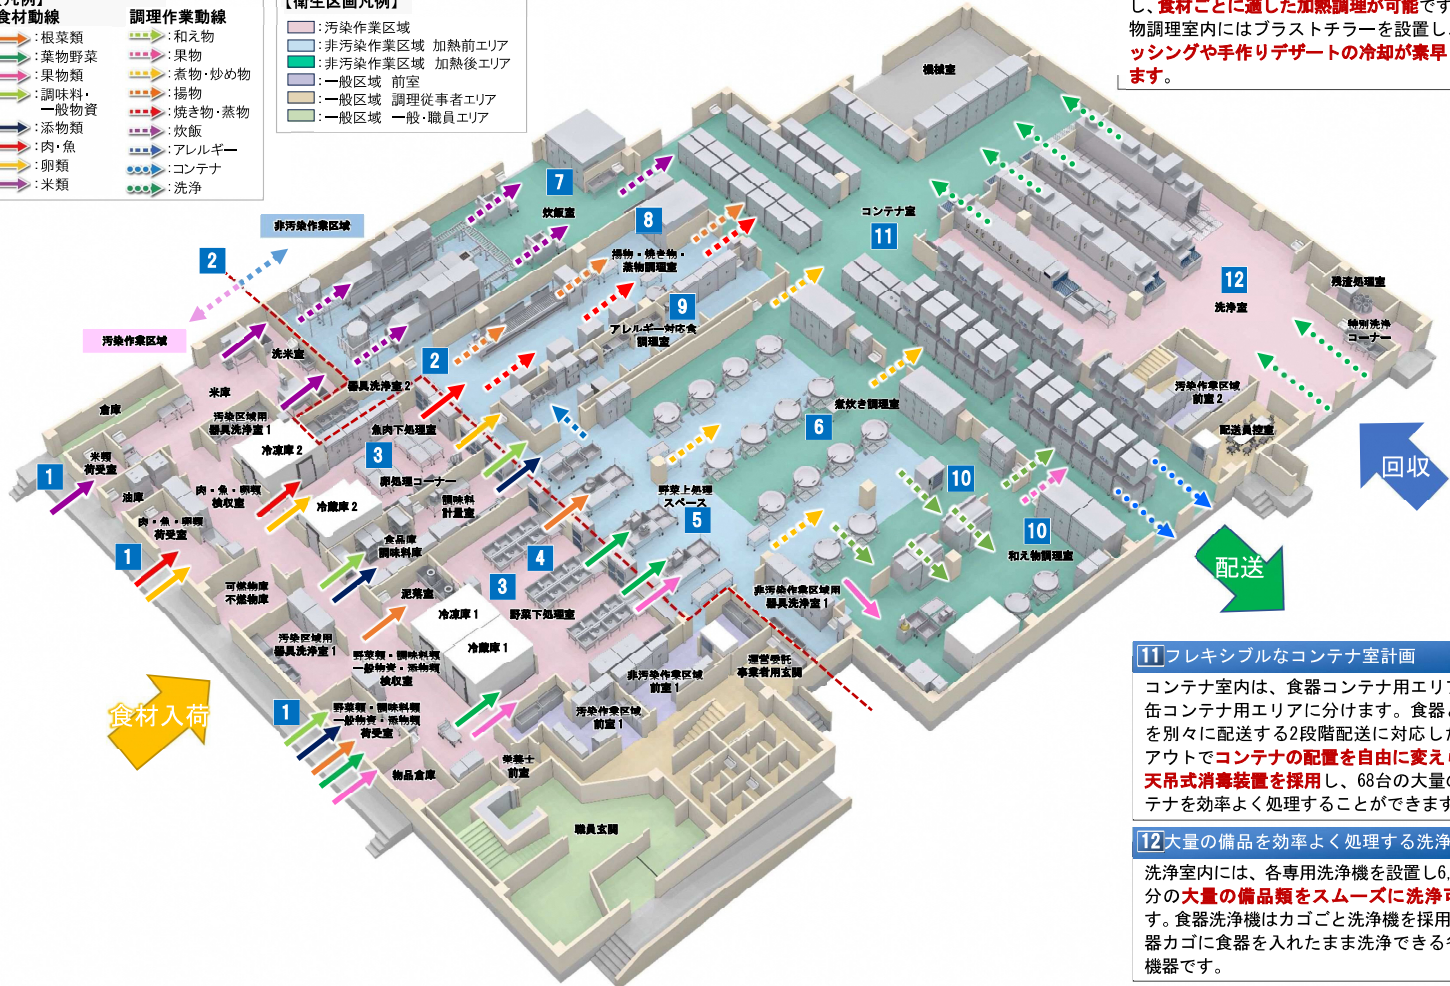 食材動線
調理作業動線
:根菜類
:葉物野菜
:果物類
:調味料・
一般物資
:添物類
:肉・魚
:卵類
:米類
:和え物
:果物
:煮物・炒め物
:揚物
:焼き物・蒸物
:炊飯
:アレルギー
:コンテナ
:洗浄
【衛生区画凡例】
:汚染作業区域
:非汚染作業区域 加熱前エリア
:非汚染作業区域 加熱後エリア
:一般区域 前室
:一般区域 調理従事者エリア
:一般区域 一般・職員エリア
し、食材ごとに適した加熱調理が可能です
物調理室内にはブラストチラーを設置し、
ッシングや手作りデザートの冷却が素早
ます。
機械室
7
炊飯室
8
揚物・焼き物・
蒸物調理室
9
アレルギー対応食
調理室
コンテナ室
11
12
洗浄室
残渣処理室
特別洗浄
コーナー
汚染作業区域
前室2
配送員控室
回収
配送
非汚染作業区域
2
汚染作業区域
2
洗米室
器具洗浄室2
米庫
倉庫
汚染区域用
器具洗浄室1
冷凍庫2
魚肉下処理室
3
卵処理コーナー
1
米類
荷受室
油庫
肉・魚・卵類
検収室
冷蔵庫2
調味料
計量室
肉・魚・卵類
荷受室
1
食品庫
調味料庫
可燃物庫
不燃物庫
泥落室
4
3
野菜下処理室
冷凍庫1
冷蔵庫1
野菜上処理
スペース
5
6
煮炊き調理室
10
10
和え物調理室
非汚染作業区域用
器具洗浄室1
汚染区域用
器具洗浄室1
野菜類・調味料類
一般物資・添物類
検収室
食材入荷
1
野菜類・調味料類
一般物資・添物類
荷受室
物品倉庫
栄養士
前室
汚染作業区域
前室1
非汚染作業区域
前室1
運営委託
事業者用玄関
職員玄関
11フレキシブルなコンテナ室計画
コンテナ室内は、食器コンテナ用エリア
缶コンテナ用エリアに分けます。食器と
を別々に配送する2段階配送に対応した
アウトでコンテナの配置を自由に変え
天吊式消毒装置を採用し、68台の大量の
テナを効率よく処理することができます
12大量の備品を効率よく処理する洗浄
洗浄室内には、各専用洗浄機を設置し6,
分の大量の備品類をスムーズに洗浄可
す。食器洗浄機はカゴごと洗浄機を採用
器カゴに食器を入れたまま洗浄できる
機器です。